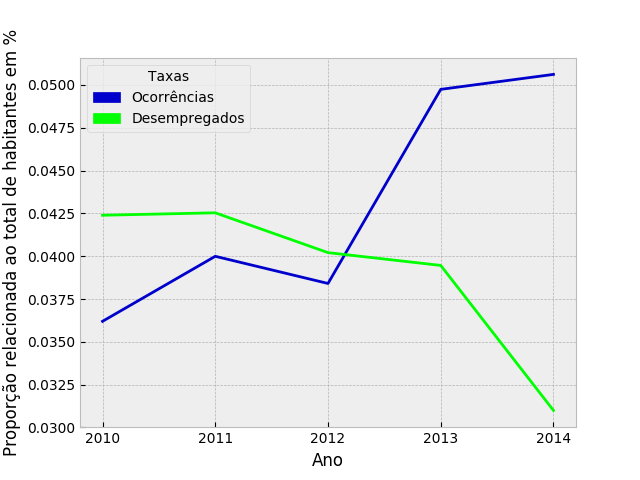 Proporção relacionada ao total de habitantes em %
Taxas
Ocorrências
Desempregados
0.0500
0.0475
0.0450
0.0425
0.0400
0.0375
0.0350
0.0325
0.0300
2010 2011 2012 2013 2014
Ano